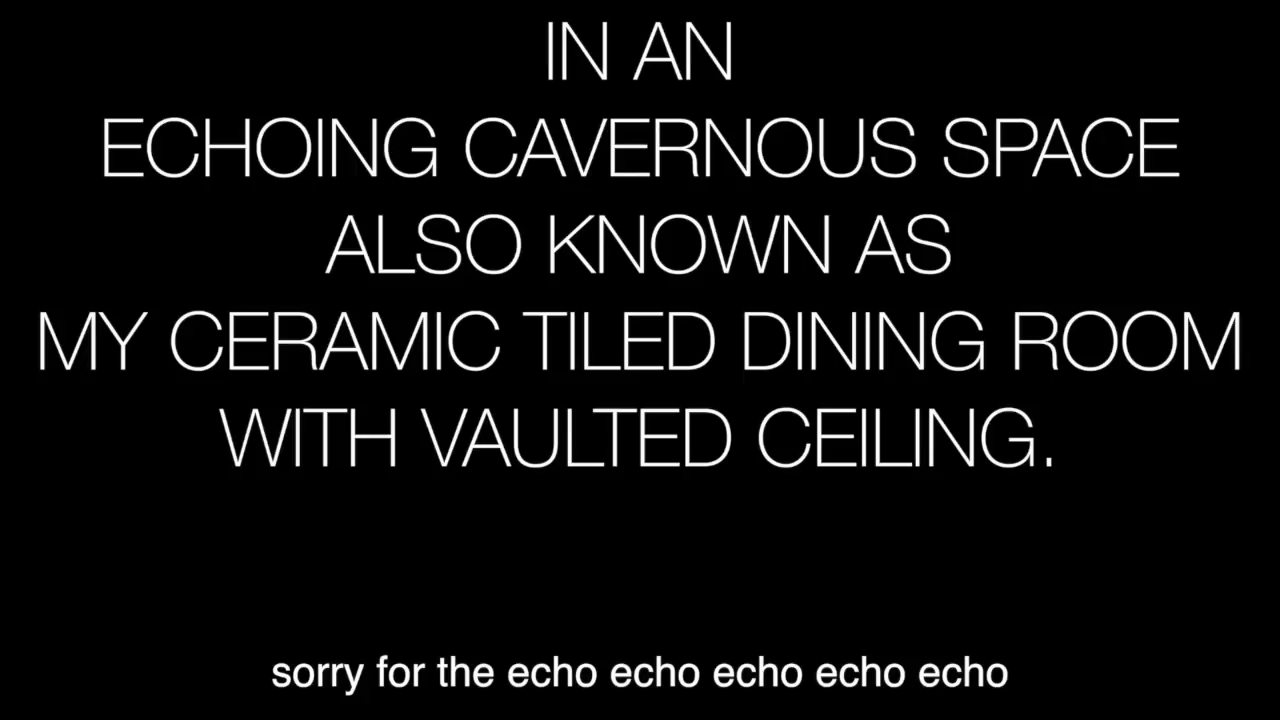 IN AN
ECHOING CAVERNOUS SPACE
ALSO KNOWN AS
MY CERAMIC TILED DINING ROOM
WITH VAULTED CEILING.
sorry for the echo echo echo echo echo